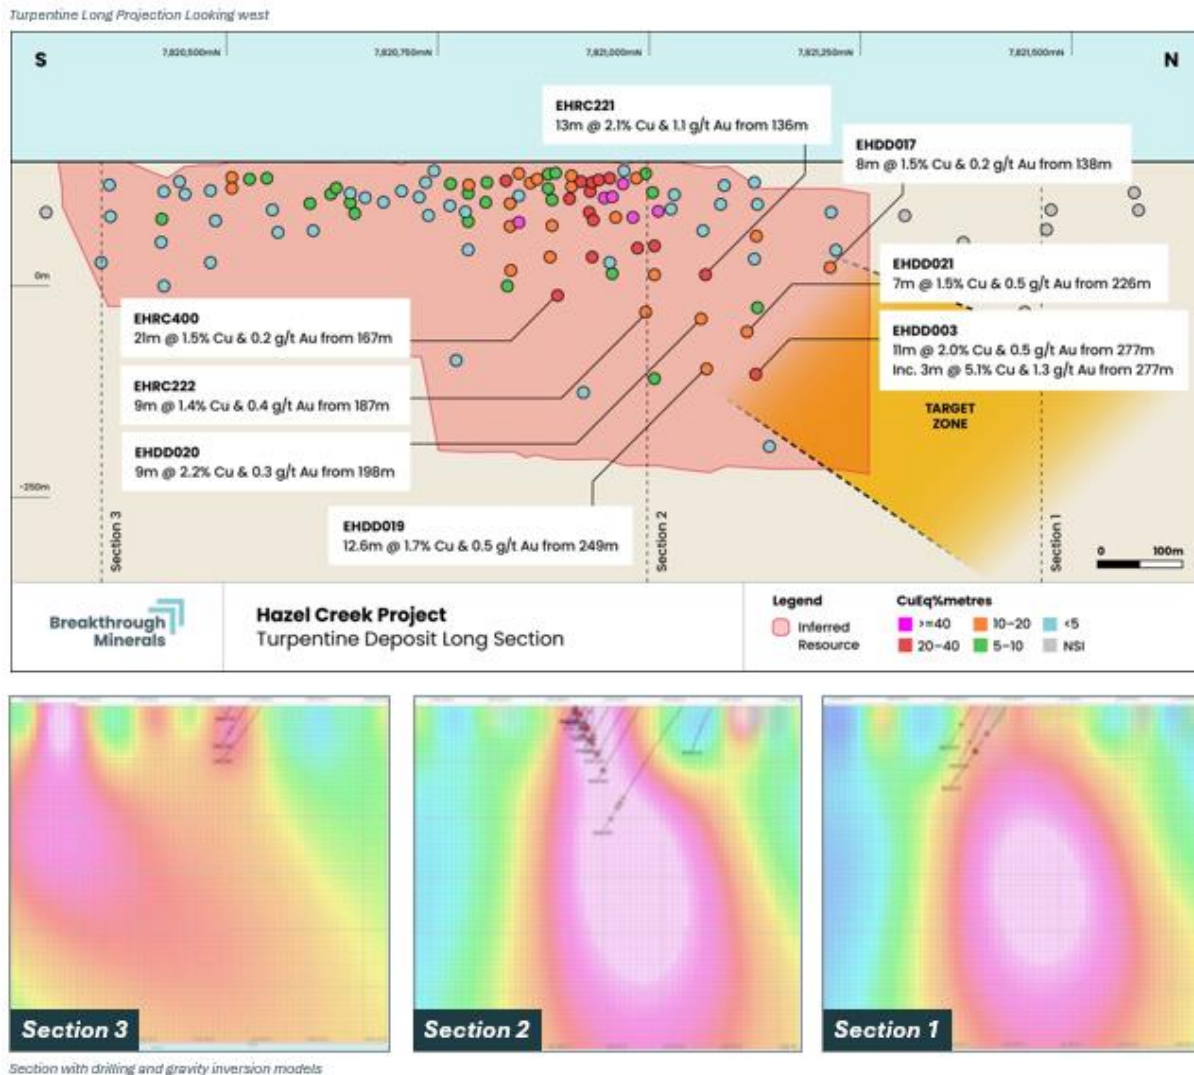 Turpentine Long Projection Looking west
S
7,820,500mN
7,820,750mN
7,821,000mN
7,821,250mN
7,821,500mN
N
EHRC221
13m @ 2.1% Cu & 1.1 g/t Au from 136m
EHDD017
8m @ 1.5% Cu & 0.2 g/t Au from 138m
0m
EHDD021
7m @ 1.5% Cu & 0.5 g/t Au from 226m
EHRC400
21m @ 1.5% Cu & 0.2 g/t Au from 167m
EHDD003
11m @ 2.0% Cu & 0.5 g/t Au from 277m
Inc. 3m @ 5.1% Cu & 1.3 g/t Au from 277m
EHRC222
9m @ 1.4% Cu & 0.4 g/t Au from 187m
TARGET
ZONE
EHDD020
9m @ 2.2% Cu & 0.3 g/t Au from 198m
-250m
EHDD019
12.6m @ 1.7% Cu & 0.5 g/t Au from 249m
Section 3
Section 2
Section 1
0 100m
Breakthrough
Minerals
Hazel Creek Project
Turpentine Deposit Long Section
Legend
Inferred
Resource
CuEq%metres
>=40 10-20 <5
20-40 5-10 NSI
Section 3
Section 2
Section 1
Section with drilling and gravity inversion models